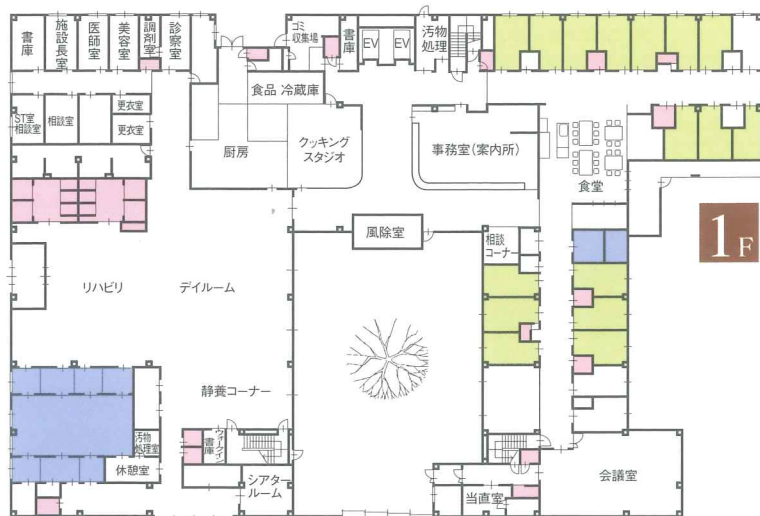 書庫
施設長室
医師室
美容室
調剤室
診察室
ゴミ
収集場
書庫
EV
EV
汚物
処理
ST室
相談室
相談室
更衣室
更衣室
食品 冷蔵庫
厨房
クッキング
スタジオ
事務室(案内所)
食堂
1F
風除室
相談
コーナー
リハビリ
デイルーム
静養コーナー
汚物
処理室
休憩室
書庫
ウォークイン
シアター
ルーム
当直室
会議室